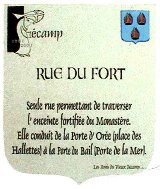 Fécamp
RUE DU FORT
Seule rue permettant de traverser
l'enceinte fortifiée du Monastère.
Elle conduit de la Porte d'Orée (place des
Hallettes) à la Porte du Bail (Porte de la Mer).
Les Amis du Vieux Fécamp